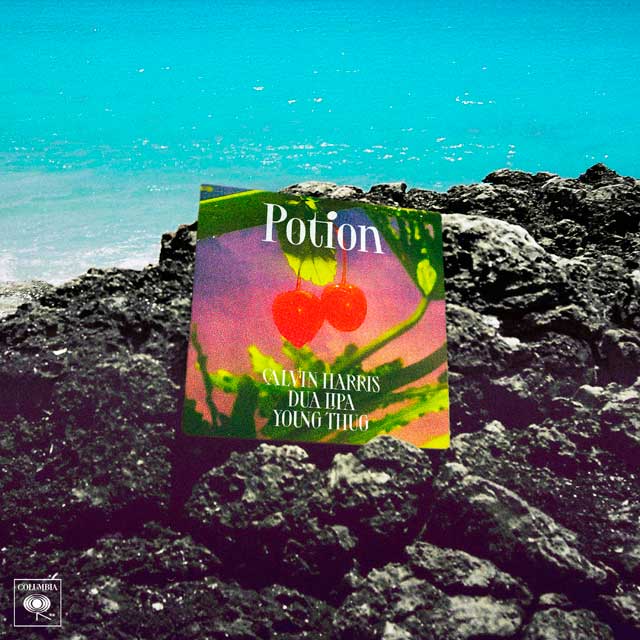 Potion
CALVIN HARRIS
DUA LIPA
YOUNG THUG
COLUMBIA